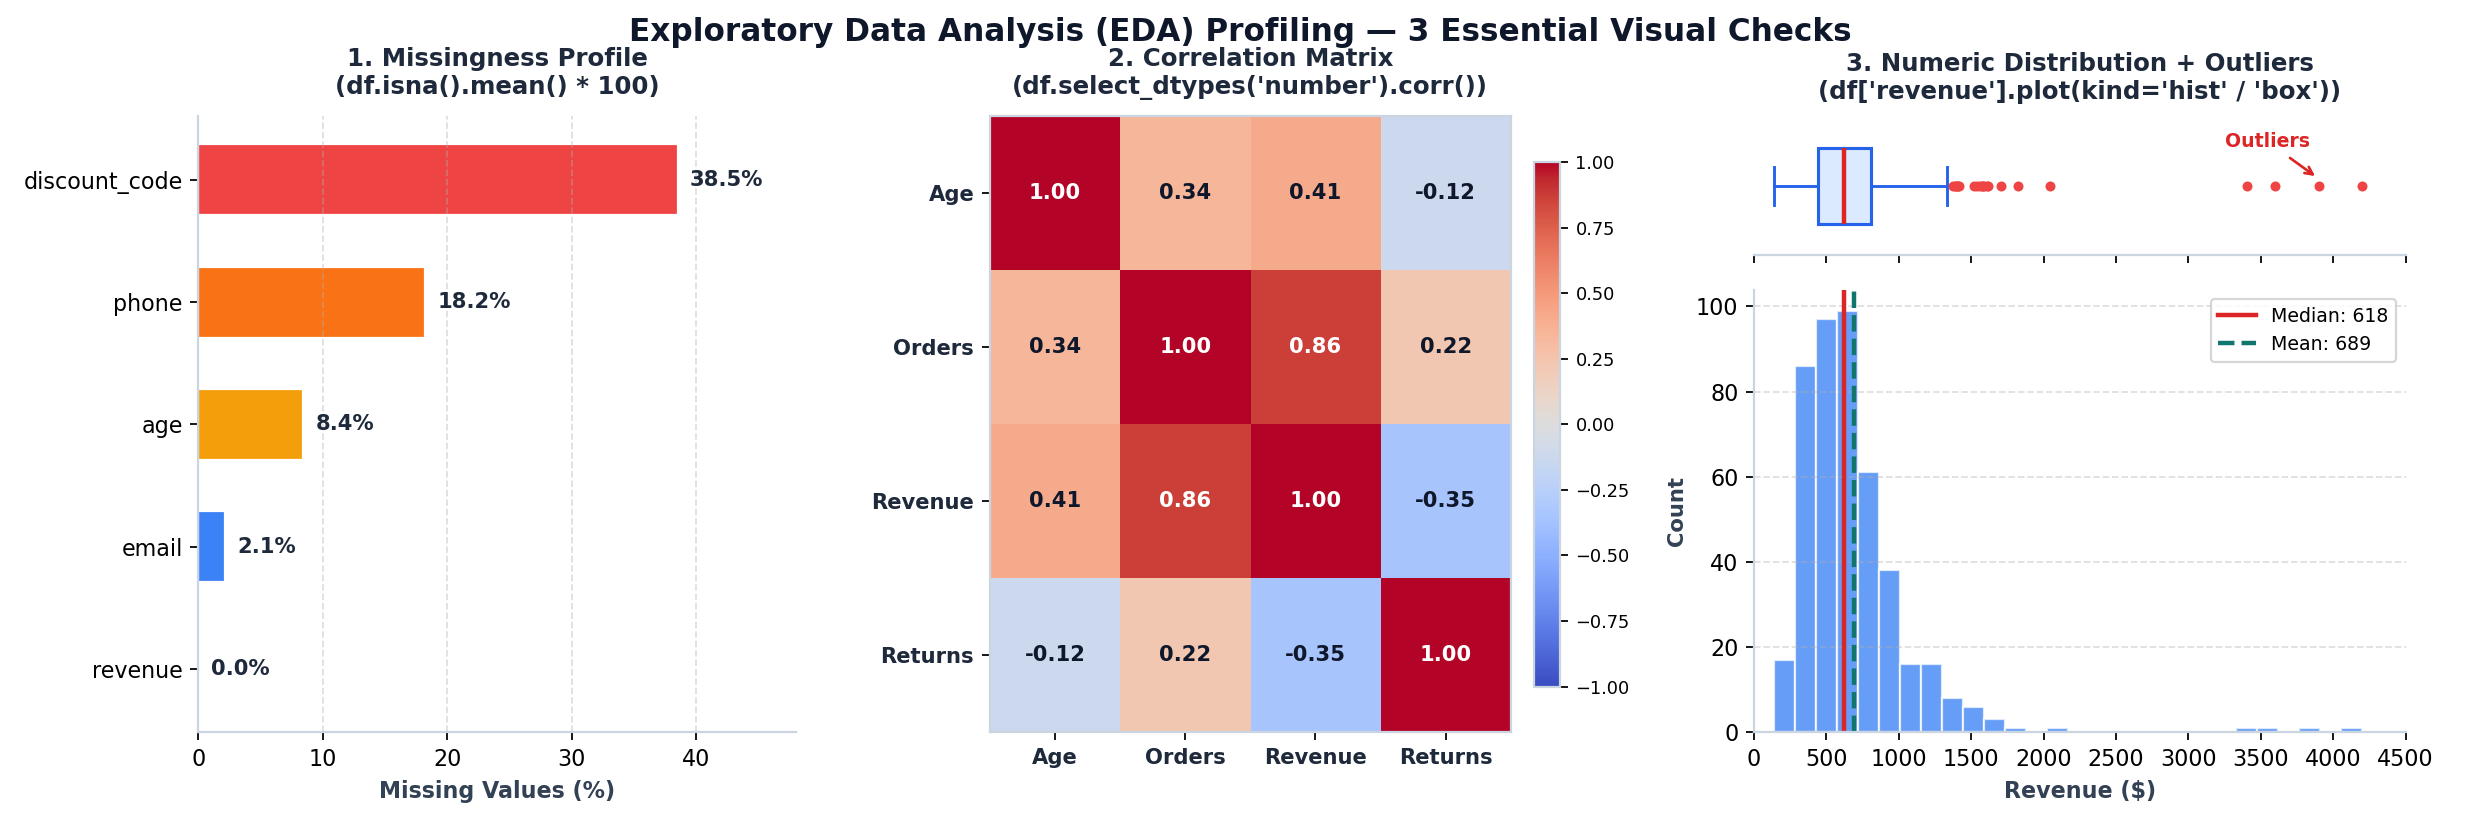 Exploratory Data Analysis (EDA) Profiling — 3 Essential Visual Checks
1. Missingness Profile
(df.isna().mean() * 100)
discount_code
38.5%
phone
18.2%
age
8.4%
email
2.1%
revenue
0.0%
0 10 20 30 40
Missing Values (%)
2. Correlation Matrix
(df.select_dtypes('number').corr())
Age 1.00 0.34 0.41 -0.12
Orders 0.34 1.00 0.86 0.22
Revenue 0.41 0.86 1.00 -0.35
Returns -0.12 0.22 -0.35 1.00
Age Orders Revenue Returns
1.00
0.75
0.50
0.25
0.00
−0.25
−0.50
−0.75
−1.00
3. Numeric Distribution + Outliers
(df['revenue'].plot(kind='hist' / 'box'))
Outliers
Median: 618
Mean: 689
Count
100
80
60
40
20
0
0 500 1000 1500 2000 2500 3000 3500 4000 4500
Revenue ($)